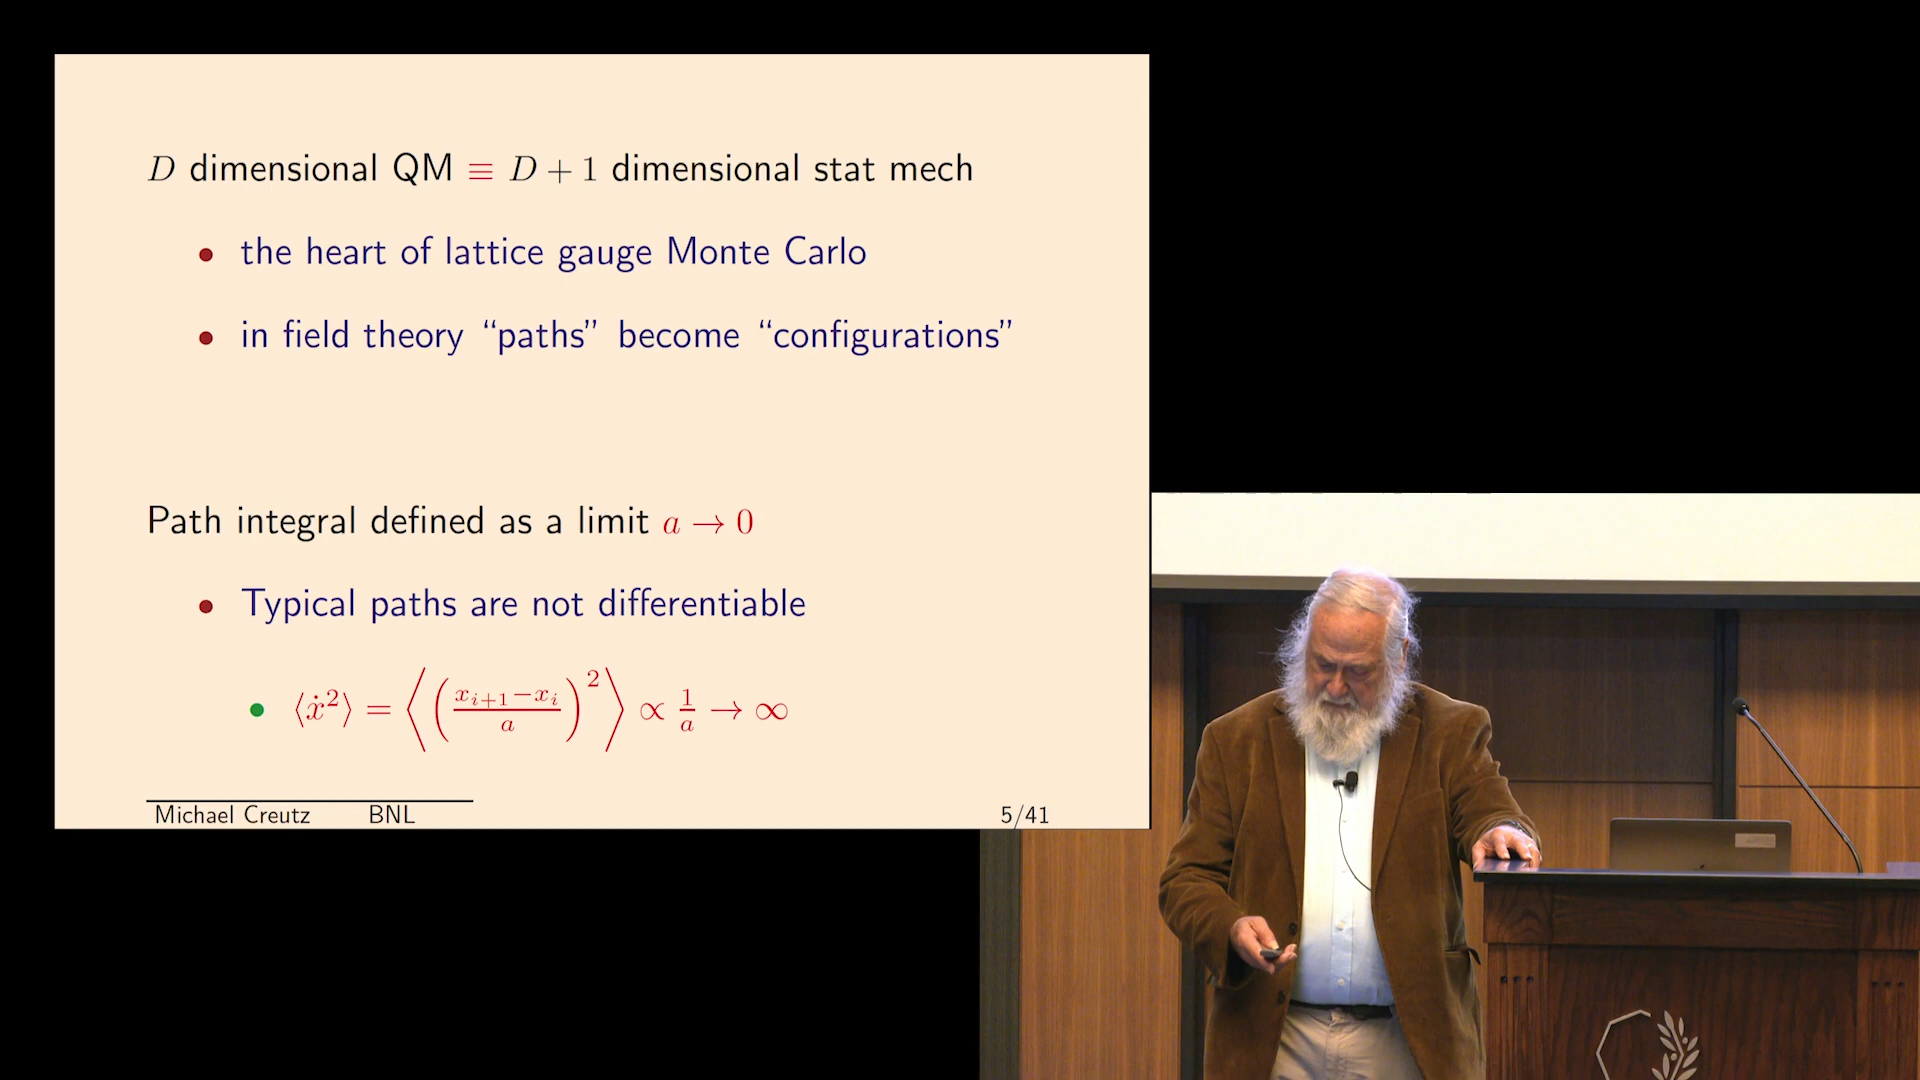 D dimensional QM ≡ D + 1 dimensional stat mech
• the heart of lattice gauge Monte Carlo
• in field theory “paths” become “configurations”
Path integral defined as a limit a → 0
• Typical paths are not differentiable
• ⟨ẋ²⟩ = ⟨((xᵢ₊₁−xᵢ)/a)²⟩ ∝ 1/a → ∞
Michael Creutz BNL 5/41